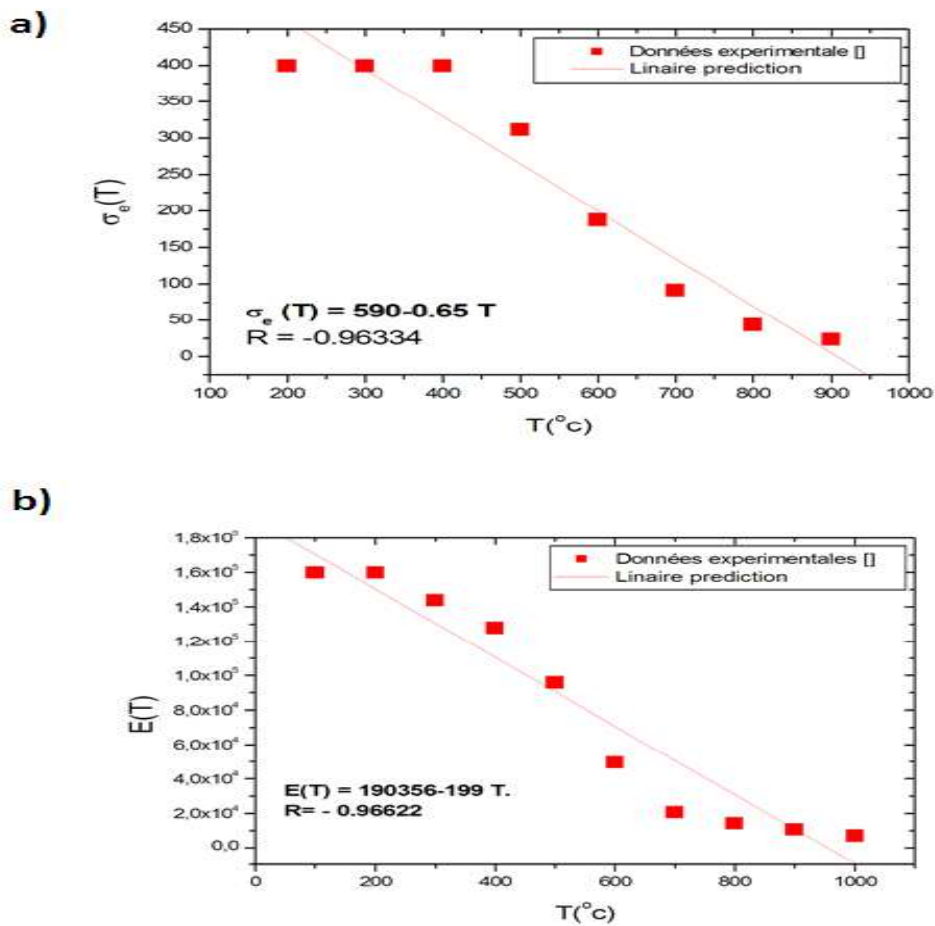 a)
450
400
350
300
250
200
150
100
50
0
σₑ(T)
Données experimentale []
Linaire prediction
σₑ (T) = 590-0.65 T
R = -0.96334
100 200 300 400 500 600 700 800 900 1000
T(°c)
b)
1,8x10⁵
1,6x10⁵
1,4x10⁵
1,2x10⁵
1,0x10⁵
8,0x10⁴
6,0x10⁴
4,0x10⁴
2,0x10⁴
0,0
E(T)
Données experimentales []
Linaire prediction
E(T) = 190356-199 T.
R= - 0.96622
0 200 400 600 800 1000
T(°c)